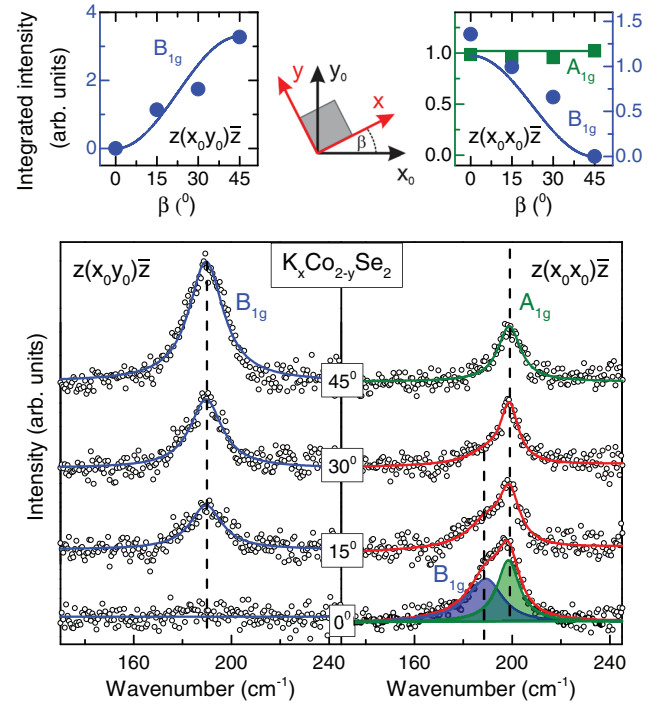 4
2
0
Integrated intensity
(arb. units)
B1g
z(x0y0)z̅
0 15 30 45
β (⁰)
y
y0
x
β
x0
1.0
0.5
0.0
A1g
B1g
z(x0x0)z̅
1.5
1.0
0.5
0.0
0 15 30 45
β (⁰)
z(x0y0)z̅
KxCo2-ySe2
z(x0x0)z̅
B1g
A1g
45⁰
30⁰
15⁰
B1g
0⁰
Intensity (arb. units)
160 200 240
160 200 240
Wavenumber (cm-1)
Wavenumber (cm-1)